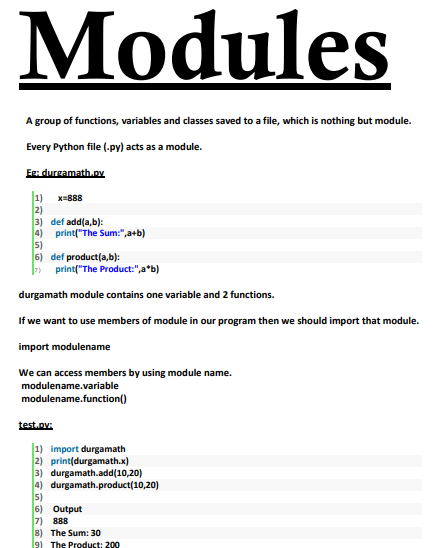 Modules
A group of functions, variables and classes saved to a file, which is nothing but module.
Every Python file (.py) acts as a module.
Eg: durgamath.py
1) x=888
2)
3) def add(a,b):
4) print("The Sum:",a+b)
5)
6) def product(a,b):
7) print("The Product:",a*b)
durgamath module contains one variable and 2 functions.
If we want to use members of module in our program then we should import that module.
import modulename
We can access members by using module name.
modulename.variable
modulename.function()
test.py:
1) import durgamath
2) print(durgamath.x)
3) durgamath.add(10,20)
4) durgamath.product(10,20)
5)
6) Output
7) 888
8) The Sum: 30
9) The Product: 200